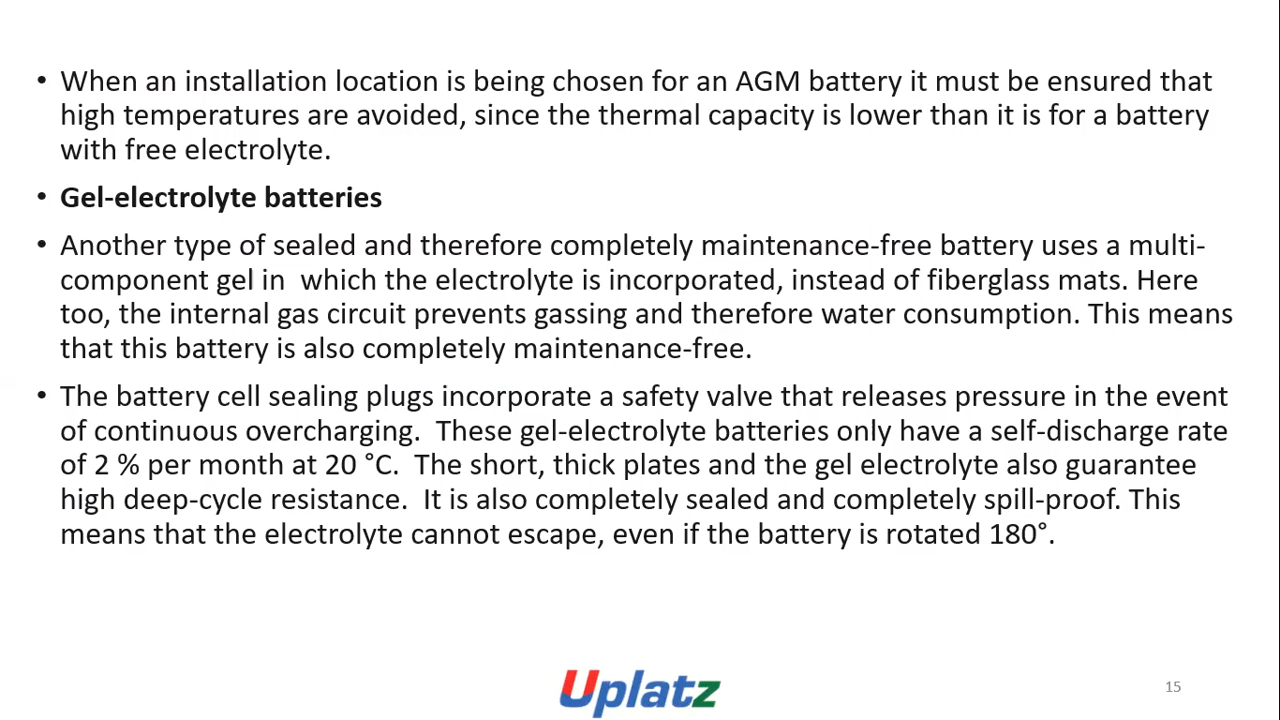 • When an installation location is being chosen for an AGM battery it must be ensured that
high temperatures are avoided, since the thermal capacity is lower than it is for a battery
with free electrolyte.
• Gel-electrolyte batteries
• Another type of sealed and therefore completely maintenance-free battery uses a multi-
component gel in  which the electrolyte is incorporated, instead of fiberglass mats. Here
too, the internal gas circuit prevents gassing and therefore water consumption. This means
that this battery is also completely maintenance-free.
• The battery cell sealing plugs incorporate a safety valve that releases pressure in the event
of continuous overcharging.  These gel-electrolyte batteries only have a self-discharge rate
of 2 % per month at 20 °C.  The short, thick plates and the gel electrolyte also guarantee
high deep-cycle resistance.  It is also completely sealed and completely spill-proof. This
means that the electrolyte cannot escape, even if the battery is rotated 180°.
Uplatz
15